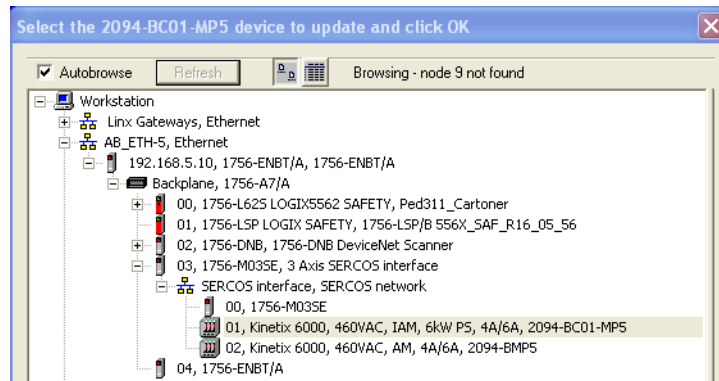 Select the 2094-BC01-MP5 device to update and click OK
Autobrowse Refresh Browsing - node 9 not found
Workstation
Linx Gateways, Ethernet
AB_ETH-5, Ethernet
192.168.5.10, 1756-ENBT/A, 1756-ENBT/A
Backplane, 1756-A7/A
00, 1756-L62S LOGIX5562 SAFETY, Ped311_Cartoner
01, 1756-LSP LOGIX SAFETY, 1756-LSP/B 556X_SAF_R16_05_56
02, 1756-DNB, 1756-DNB DeviceNet Scanner
03, 1756-M03SE, 3 Axis SERCOS interface
SERCOS interface, SERCOS network
00, 1756-M03SE
01, Kinetix 6000, 460VAC, IAM, 6kW PS, 4A/6A, 2094-BC01-MP5
02, Kinetix 6000, 460VAC, AM, 4A/6A, 2094-BMP5
04, 1756-ENBT/A